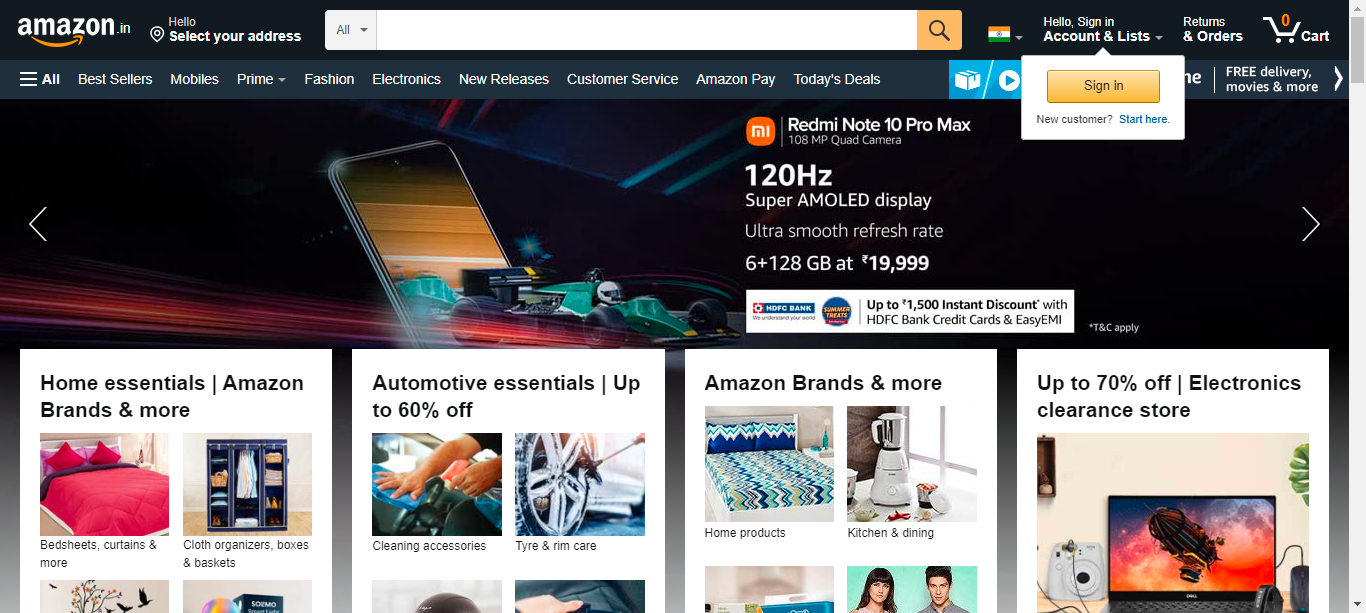 amazon.in
Hello
Select your address
All
Hello, Sign in
Account & Lists
Returns
& Orders
0
Cart
All
Best Sellers
Mobiles
Prime
Fashion
Electronics
New Releases
Customer Service
Amazon Pay
Today's Deals
FREE delivery,
movies & more
Sign in
New customer? Start here.
mi
Redmi Note 10 Pro Max
108 MP Quad Camera
120Hz
Super AMOLED display
Ultra smooth refresh rate
6+128 GB at ₹19,999
HDFC BANK
We understand your world
SUMMER
TREATS
Up to ₹1,500 Instant Discount* with
HDFC Bank Credit Cards & EasyEMI
*T&C apply
Home essentials | Amazon
Brands & more
Bedsheets, curtains &
more
Cloth organizers, boxes
& baskets
Automotive essentials | Up
to 60% off
Cleaning accessories
Tyre & rim care
Amazon Brands & more
Home products
Kitchen & dining
Up to 70% off | Electronics
clearance store
DELL